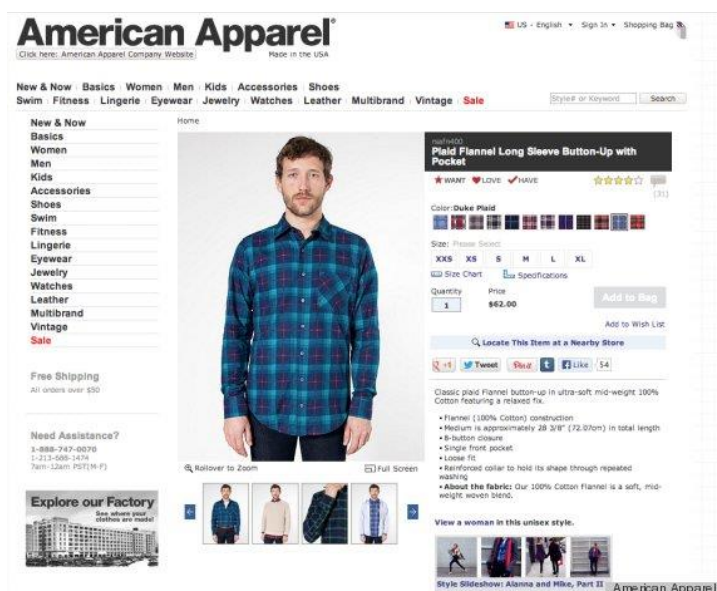 American Apparel®
Click here: American Apparel Company Website
Made in the USA
US - English
Sign In
Shopping Bag
New & Now Basics Women Men Kids Accessories Shoes
Swim Fitness Lingerie Eyewear Jewelry Watches Leather Multibrand Vintage Sale
Style# or Keyword
Search
New & Now
Basics
Women
Men
Kids
Accessories
Shoes
Swim
Fitness
Lingerie
Eyewear
Jewelry
Watches
Leather
Multibrand
Vintage
Sale
Free Shipping
All orders over $50
Need Assistance?
1-888-747-0070
1-213-688-1474
7am-12am PST(M-F)
Explore our Factory
See where your
clothes are made!
Home
Rollover to Zoom
Full Screen
rsafn400
Plaid Flannel Long Sleeve Button-Up with
Pocket
WANT LOVE HAVE
(31)
Color:Duke Plaid
Size: Please Select
XXS XS S M L XL
Size Chart
Specifications
Quantity
Price
1
$62.00
Add to Bag
Add to Wish List
Locate This Item at a Nearby Store
+1
Tweet
Pin it
t
Like
54
Classic plaid Flannel button-up in ultra-soft mid-weight 100%
Cotton featuring a relaxed fix.
• Flannel (100% Cotton) construction
• Medium is approximately 28 3/8" (72.07cm) in total length
• 8-button closure
• Single front pocket
• Loose fit
• Reinforced collar to hold its shape through repeated
washing
• About the fabric: Our 100% Cotton Flannel is a soft, mid-
weight woven blend.
View a woman in this unisex style.
Style Slideshow: Alanna and Mike, Part II
American Apparel